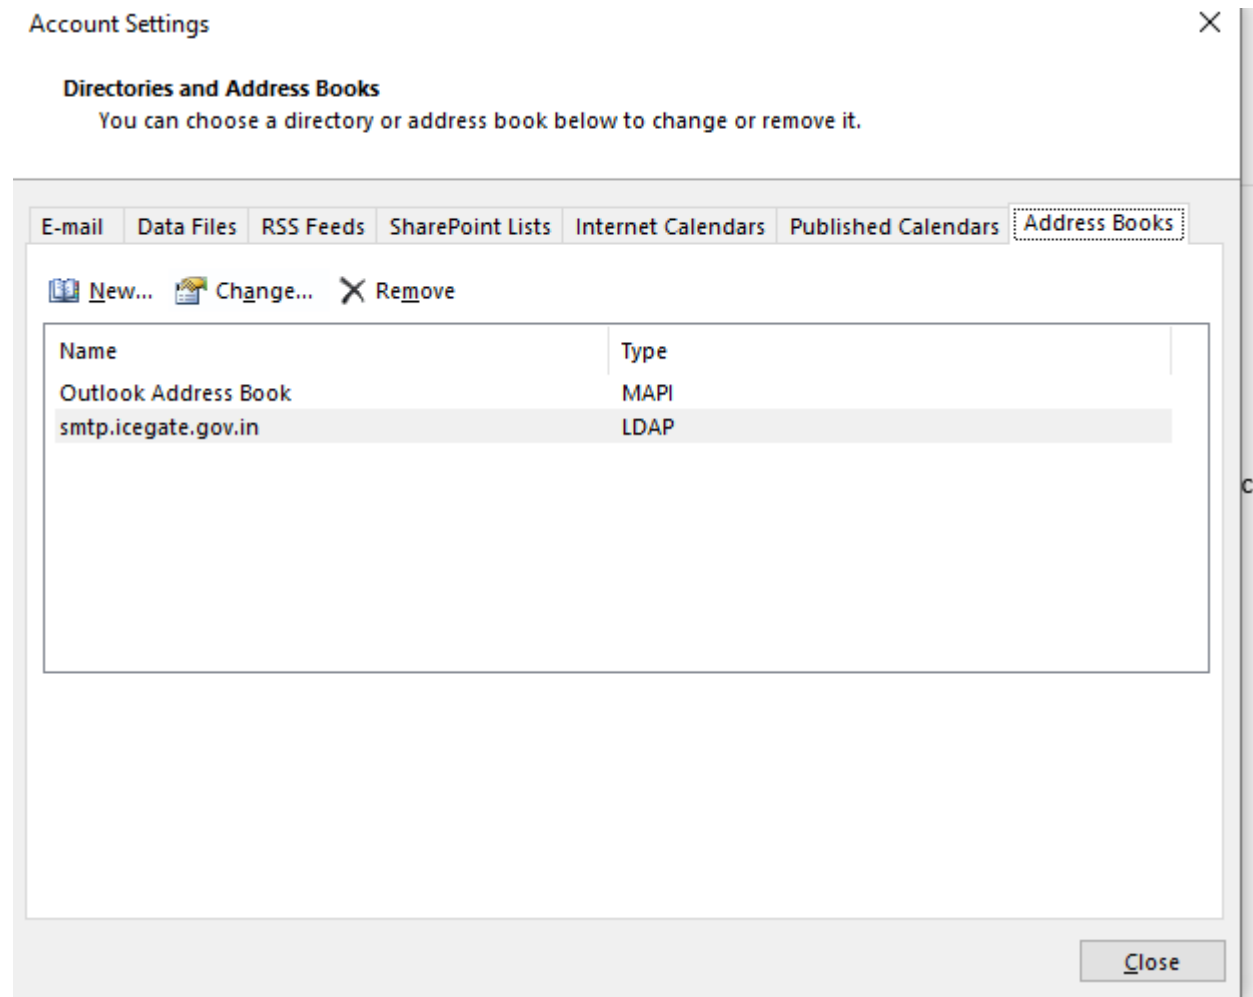 Account Settings
Directories and Address Books
You can choose a directory or address book below to change or remove it.
E-mail Data Files RSS Feeds SharePoint Lists Internet Calendars Published Calendars Address Books
New... Change... Remove
Name Type
Outlook Address Book MAPI
smtp.icegate.gov.in LDAP
c
Close